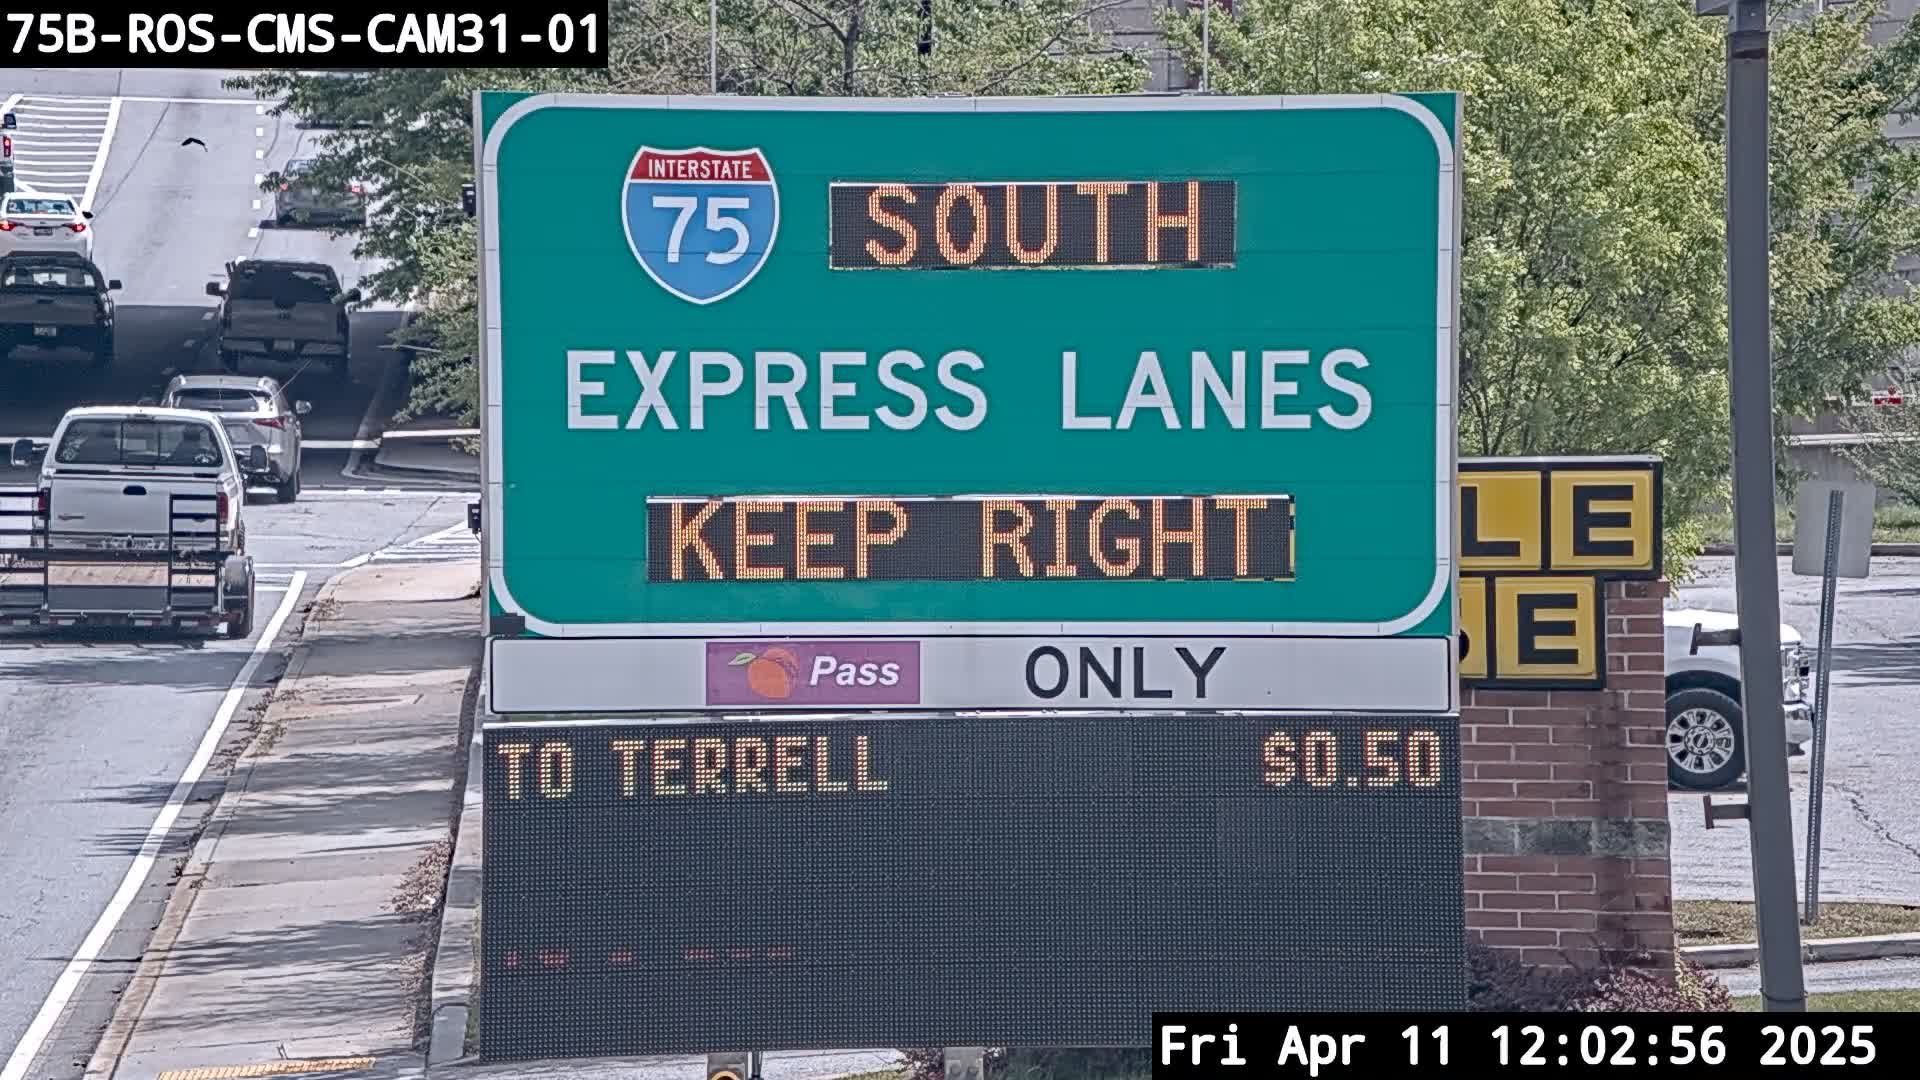 75B-ROS-CMS-CAM31-01
INTERSTATE
75
SOUTH
EXPRESS LANES
KEEP RIGHT
Pass ONLY
TO TERRELL $0.50
LE
E
Fri Apr 11 12:02:56 2025